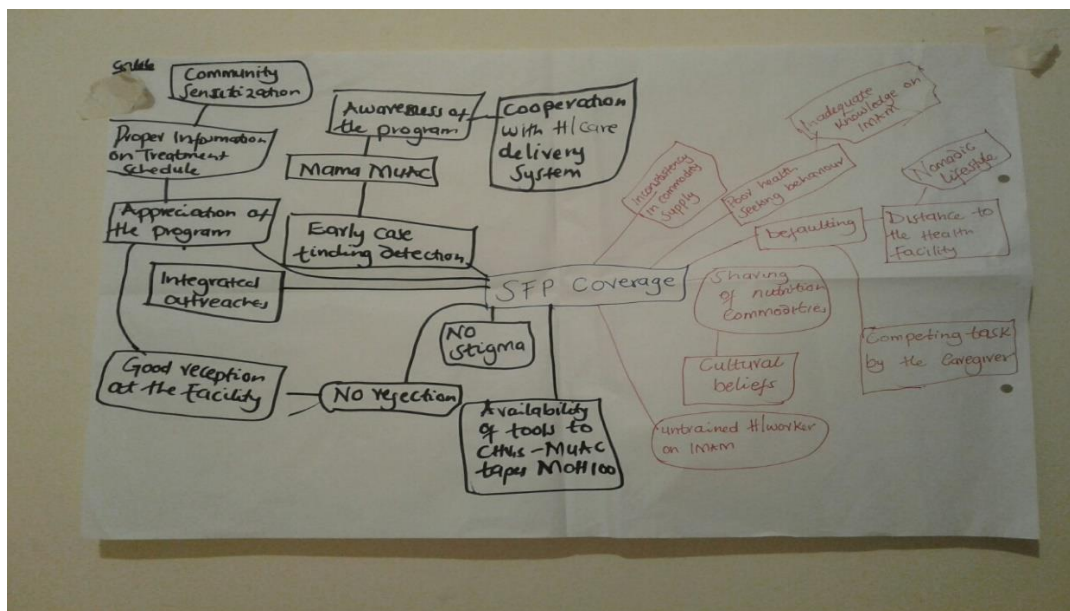 Community
Sensitization
Proper Information
on Treatment
Schedule
Appreciation of
the program
Integrated
outreaches
Good reception
at the Facility
No rejection
Awareness of
the program
Cooperation
with H/care
delivery
System
Mama MUAC
Early case
finding detection
SFP Coverage
NO
stigma
Availability
of tools to
MUAC
tapes MOH100
Inconsistency
in commodity
supply
Poor health
seeking behaviour
Inadequate
knowledge on
IMAM
Defaulting
Nomadic
Lifestyle
Distance to
the Health
Facility
Sharing
of nutrition
Commodities
Cultural
beliefs
Competing task
by the Caregiver
untrained H/worker
on IMAM